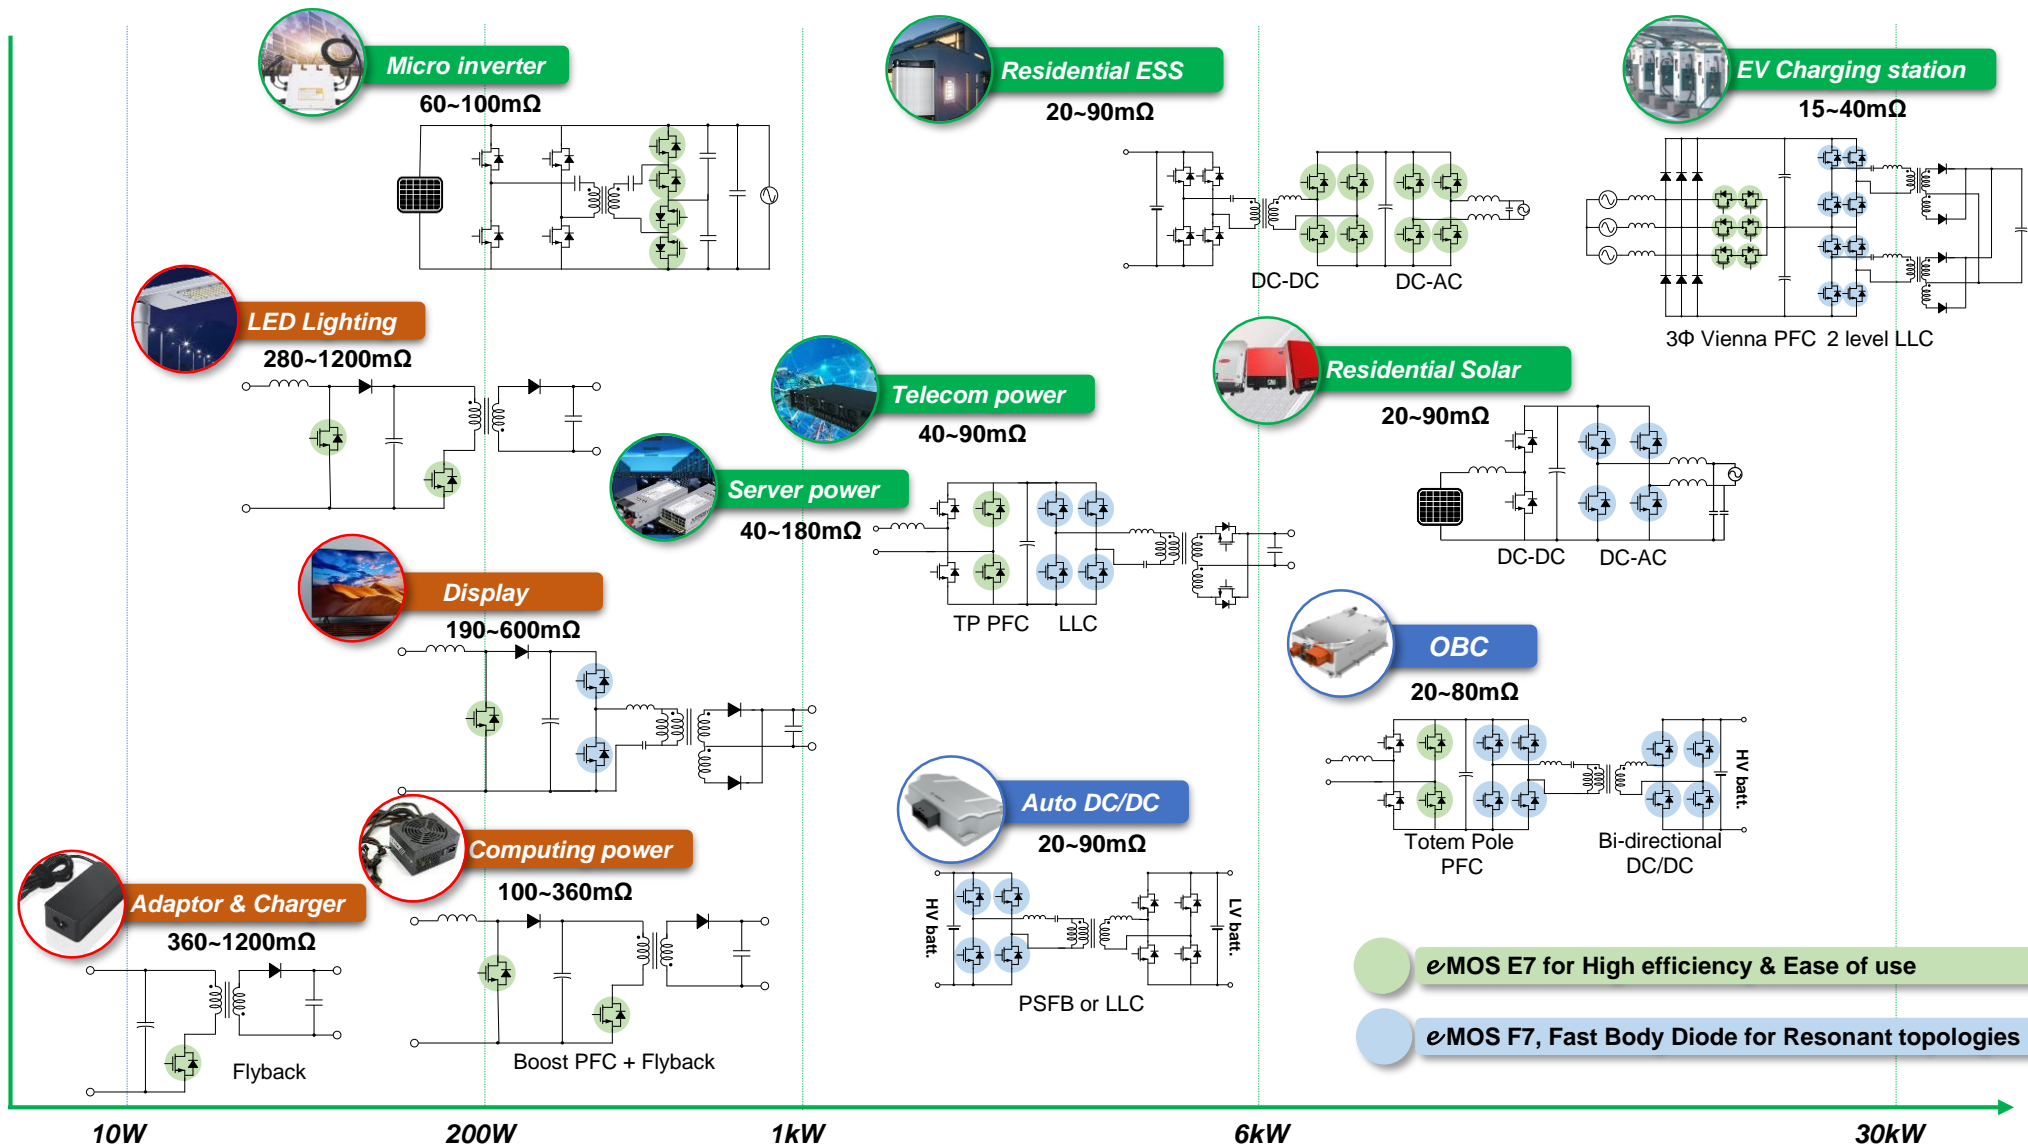 Micro inverter
60~100mΩ
Residential ESS
20~90mΩ
DC-DC
DC-AC
EV Charging station
15~40mΩ
3Φ Vienna PFC
2 level LLC
LED Lighting
280~1200mΩ
Telecom power
40~90mΩ
Server power
40~180mΩ
TP PFC
LLC
Residential Solar
20~90mΩ
DC-DC
DC-AC
Display
190~600mΩ
OBC
20~80mΩ
HV batt.
Totem Pole
PFC
Bi-directional
DC/DC
Auto DC/DC
20~90mΩ
HV batt.
LV batt.
PSFB or LLC
Computing power
100~360mΩ
Boost PFC + Flyback
Adaptor & Charger
360~1200mΩ
Flyback
eMOS E7 for High efficiency & Ease of use
eMOS F7, Fast Body Diode for Resonant topologies
10W
200W
1kW
6kW
30kW